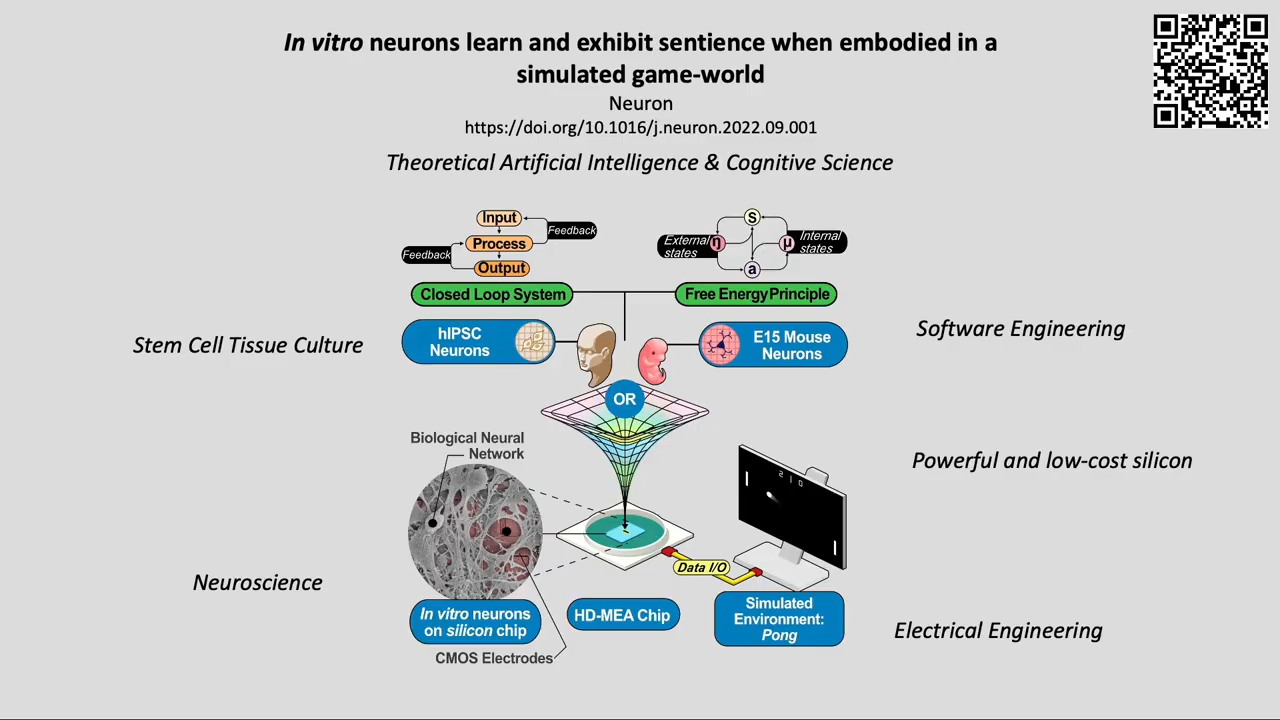 In vitro neurons learn and exhibit sentience when embodied in a
simulated game-world
Neuron
https://doi.org/10.1016/j.neuron.2022.09.001
Theoretical Artificial Intelligence & Cognitive Science
Input
Feedback
Process
Feedback
Output
S
External
states
η
μ
Internal
states
a
Closed Loop System
Free Energy Principle
Stem Cell Tissue Culture
hIPSC
Neurons
E15 Mouse
Neurons
Software Engineering
OR
Biological Neural
Network
Powerful and low-cost silicon
2 | 0
Data I/O
Neuroscience
In vitro neurons
on silicon chip
HD-MEA Chip
Simulated
Environment:
Pong
Electrical Engineering
CMOS Electrodes